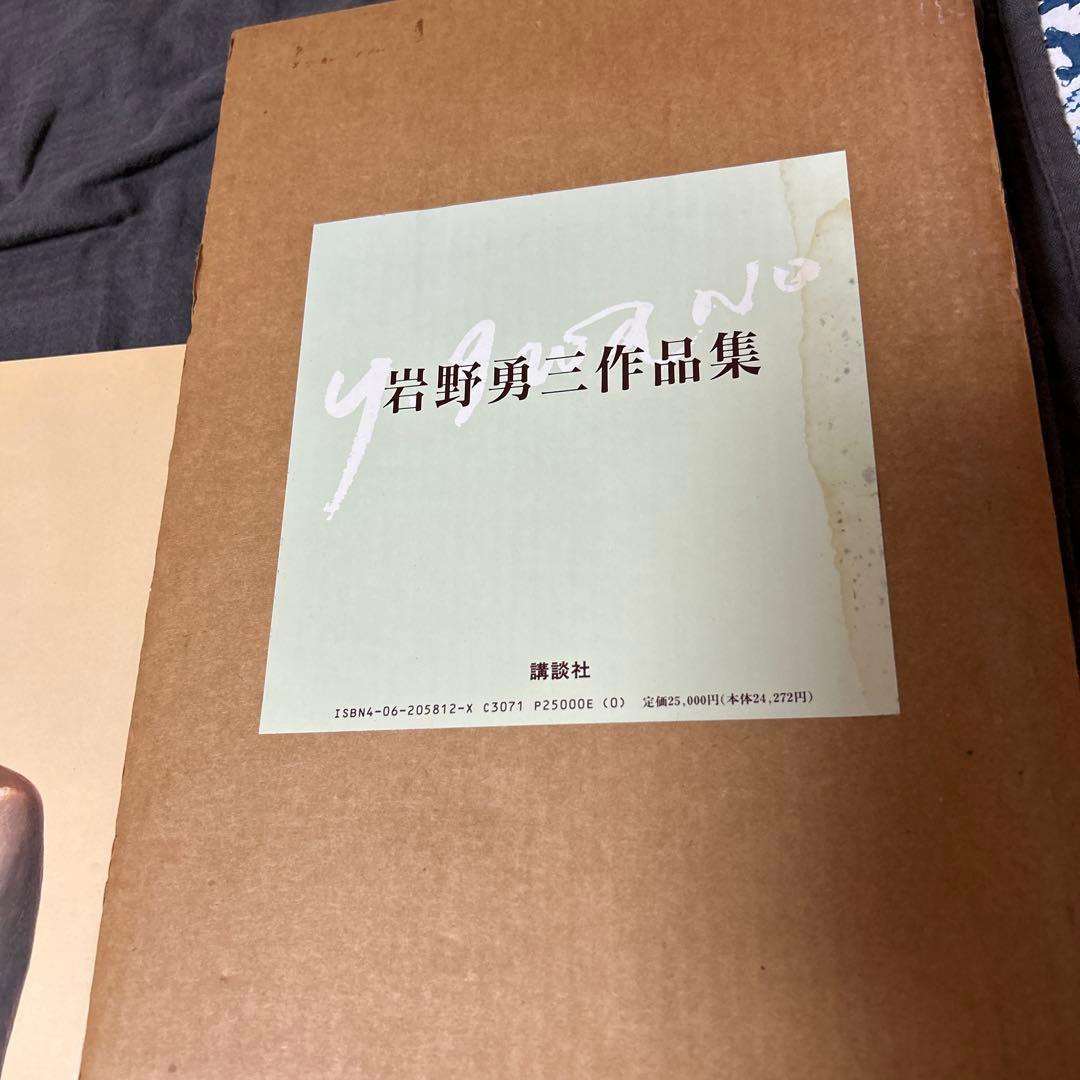 Y. Iwano
岩野勇三作品集
講談社
ISBN4-06-205812-X C3071 P25000E (0) 定価25,000円(本体24,272円)